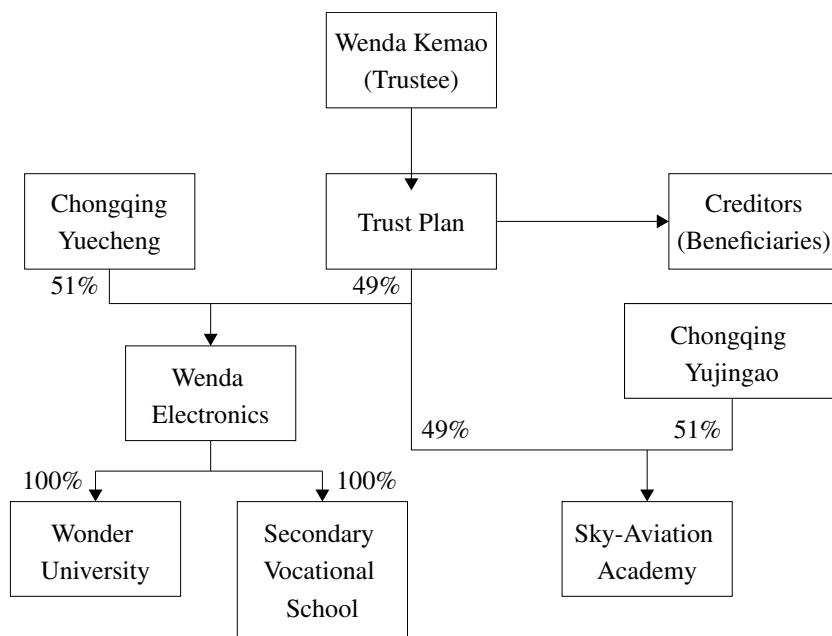 Wenda Kemao
(Trustee)
Chongqing
Yuecheng
Trust Plan
Creditors
(Beneficiaries)
51%
49%
Chongqing
Yujingao
Wenda
Electronics
49%
51%
100%
100%
Wonder
University
Secondary
Vocational
School
Sky-Aviation
Academy